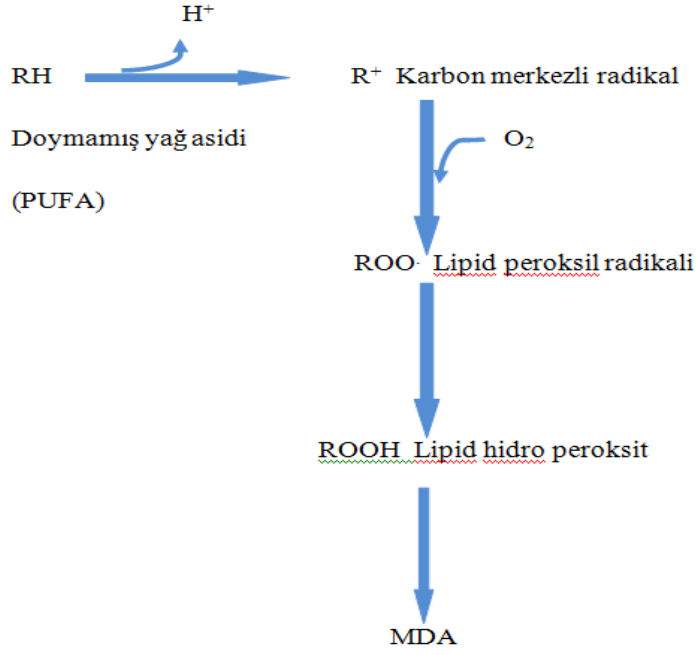 H⁺
RH
R⁺ Karbon merkezli radikal
Doymamış yağ asidi
O₂
(PUFA)
ROO· Lipid peroksil radikali
ROOH Lipid hidro peroksit
MDA